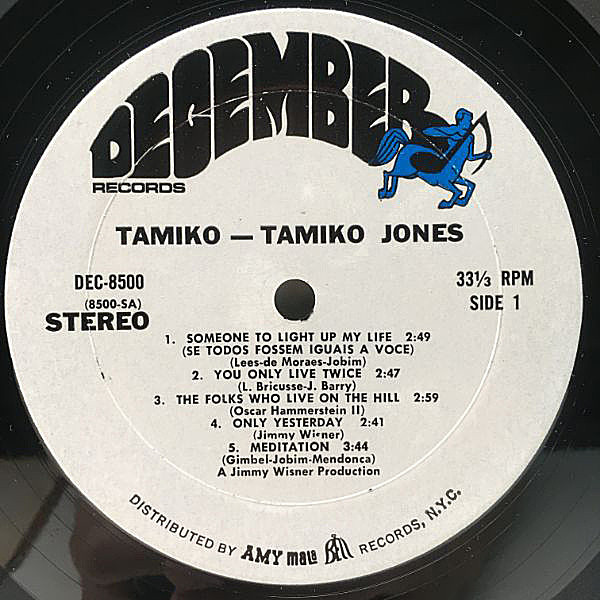 DECEMBER
RECORDS
TAMIKO — TAMIKO JONES
DEC-8500
(8500-SA)
STEREO
33⅓ RPM
SIDE 1
1. SOMEONE TO LIGHT UP MY LIFE 2:49
(SE TODOS FOSSEM IGUAIS A VOCE)
(Lees-de Moraes-Jobim)
2. YOU ONLY LIVE TWICE 2:47
(L. Bricusse-J. Barry)
3. THE FOLKS WHO LIVE ON THE HILL 2:59
(Oscar Hammerstein II)
4. ONLY YESTERDAY 2:41
(Jimmy Wisner)
5. MEDITATION 3:44
(Gimbel-Jobim-Mendonca)
A Jimmy Wisner Production
DISTRIBUTED BY AMY mala Bell RECORDS, N.Y.C.